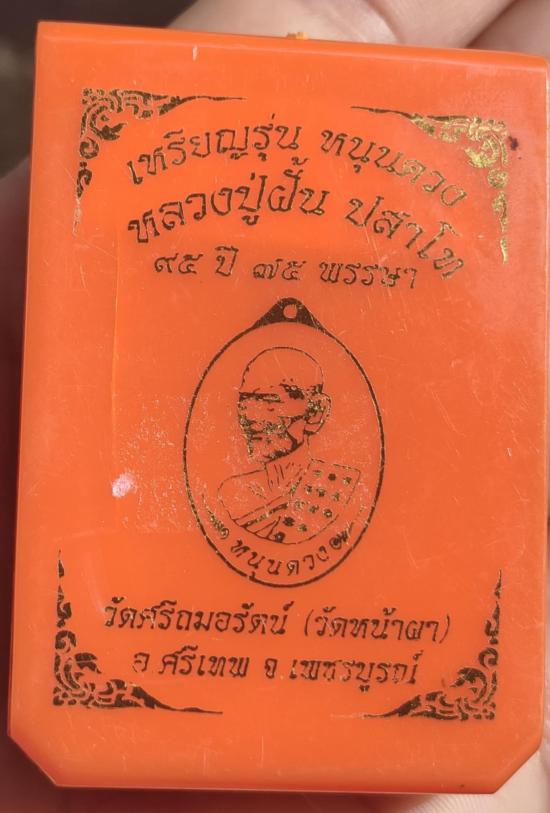 เหรียญรุ่น หนุนดวง
หลวงปู่ฝั้น ปสาโท
๙๕ ปี ๗๕ พรรษา
หนุนดวง
วัดศรีถมอรัตน์ (วัดหน้าผา)
อ.ศรีเทพ จ.เพชรบูรณ์